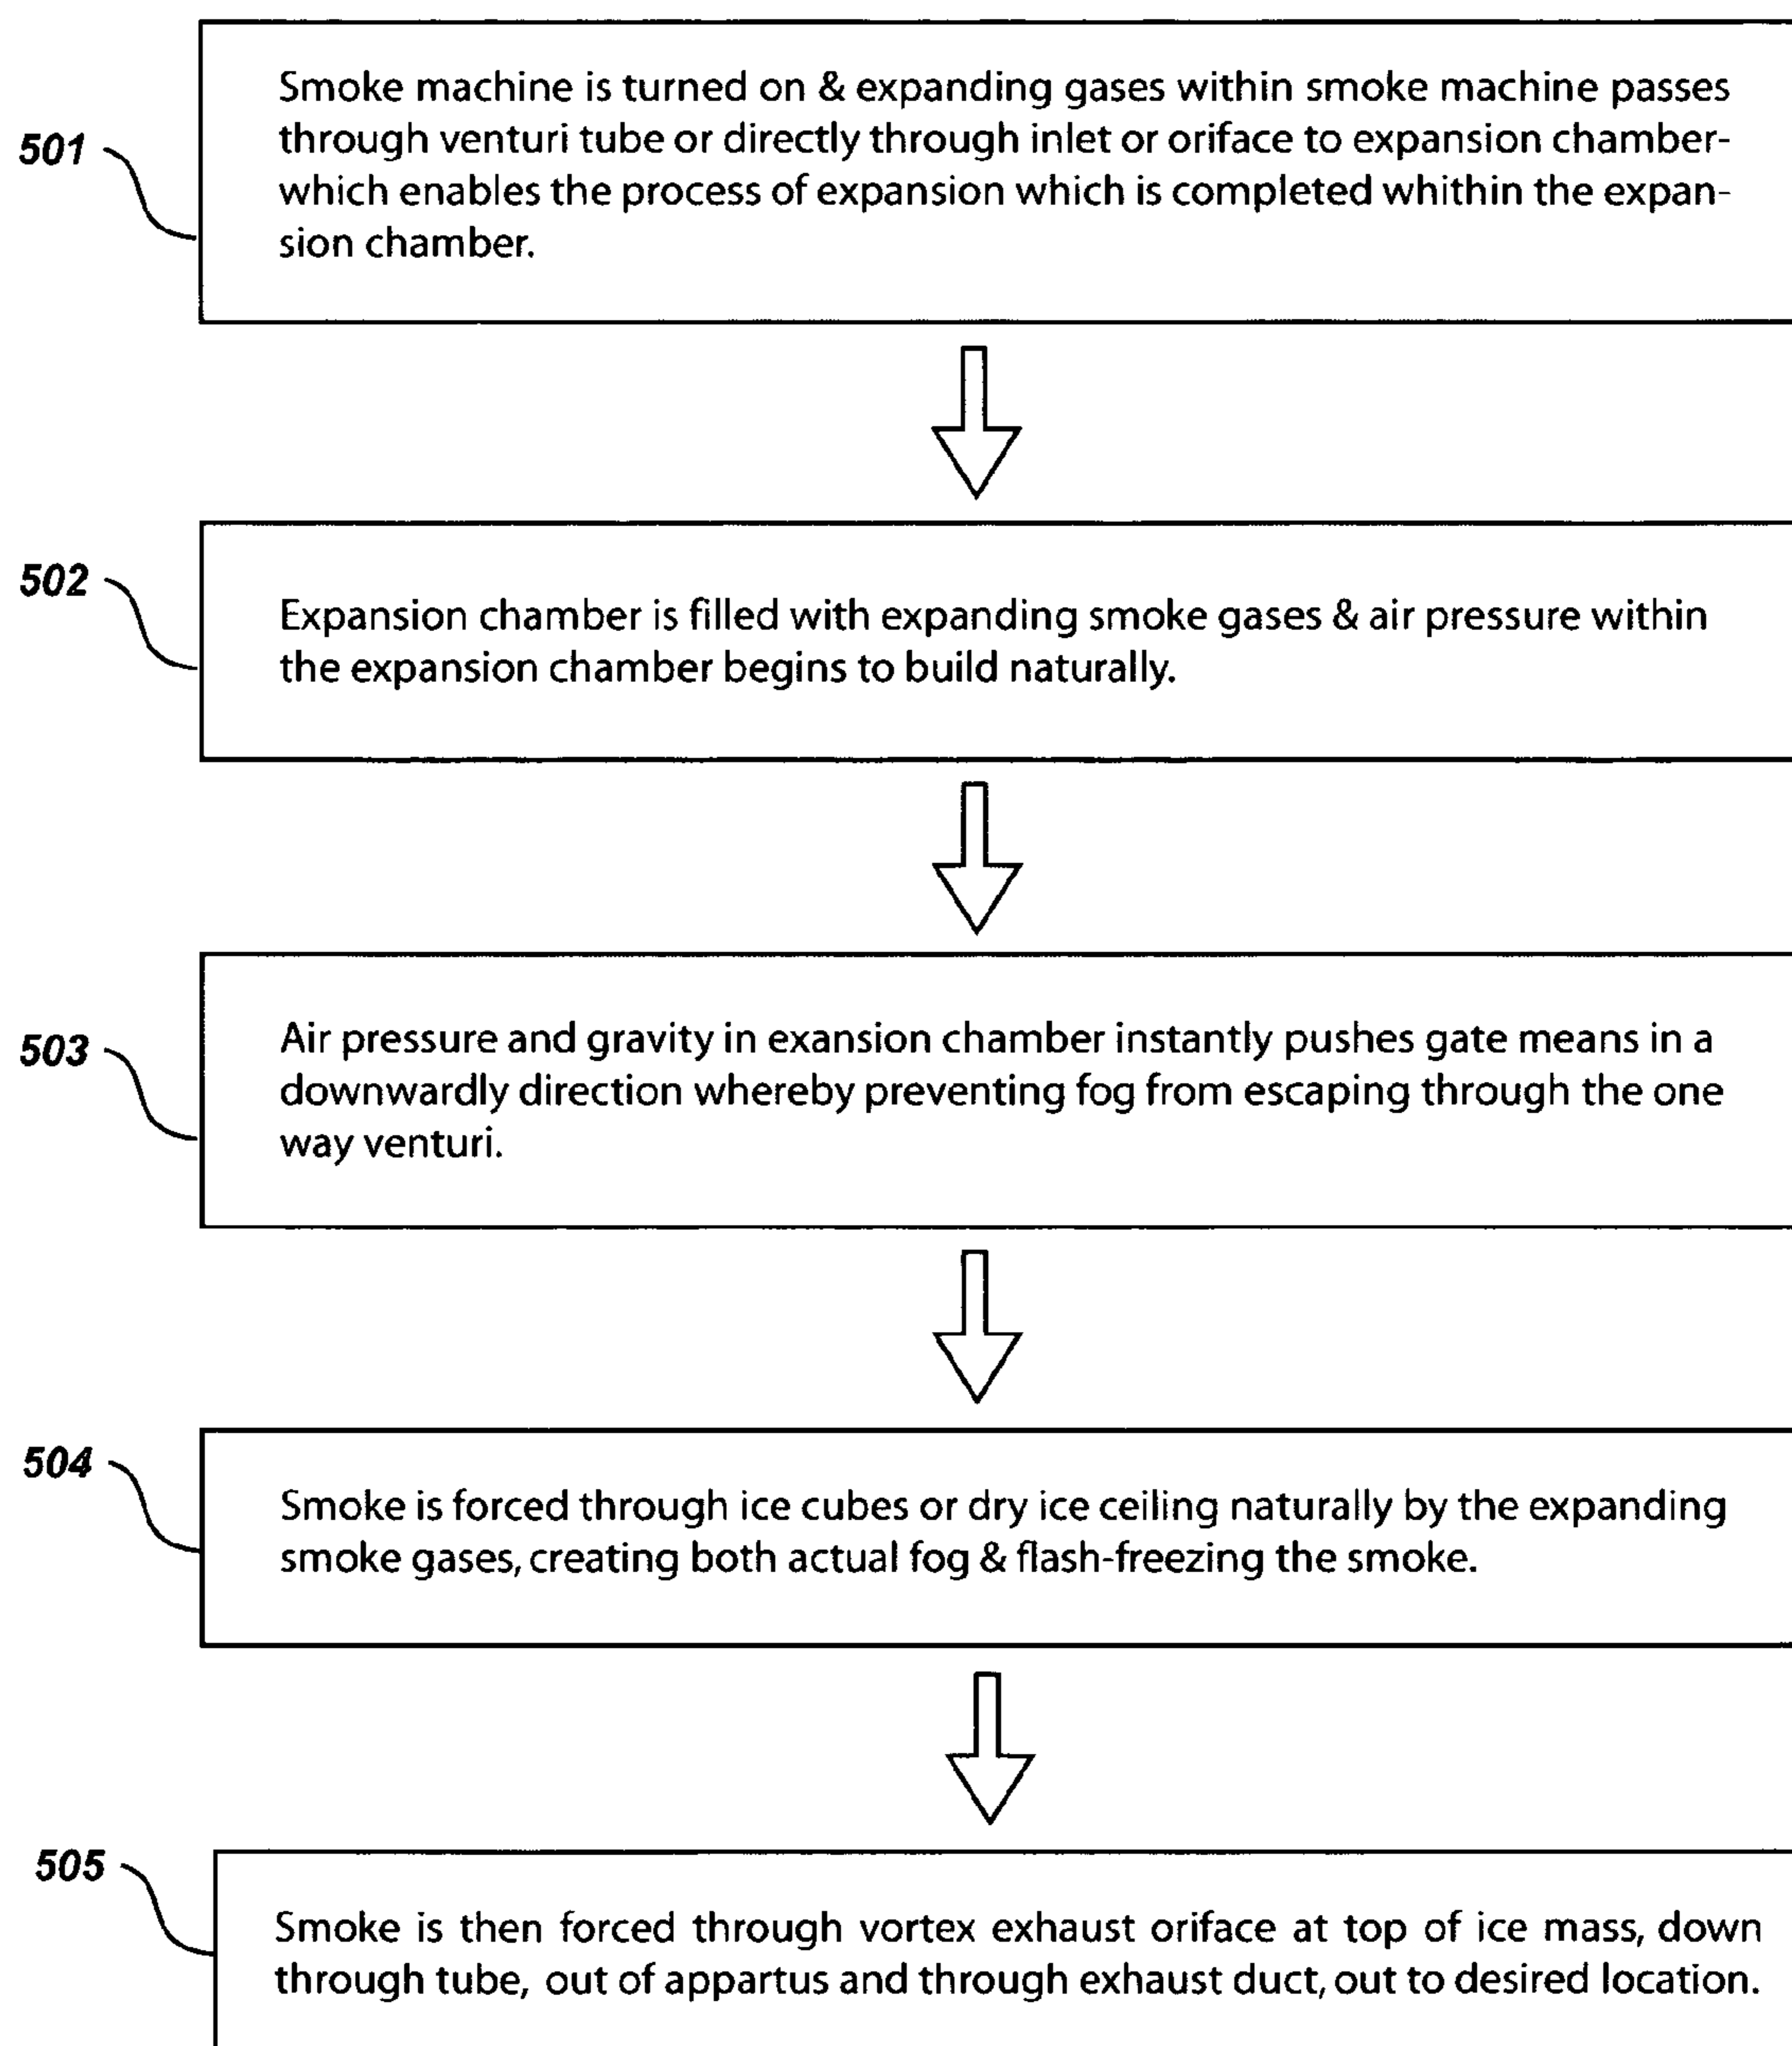 501
Smoke machine is turned on & expanding gases within smoke machine passes
through venturi tube or directly through inlet or oriface to expansion chamber-
which enables the process of expansion which is completed whithin the expan-
sion chamber.
502
Expansion chamber is filled with expanding smoke gases & air pressure within
the expansion chamber begins to build naturally.
503
Air pressure and gravity in exansion chamber instantly pushes gate means in a
downwardly direction whereby preventing fog from escaping through the one
way venturi.
504
Smoke is forced through ice cubes or dry ice ceiling naturally by the expanding
smoke gases, creating both actual fog & flash-freezing the smoke.
505
Smoke is then forced through vortex exhaust oriface at top of ice mass, down
through tube, out of appartus and through exhaust duct, out to desired location.